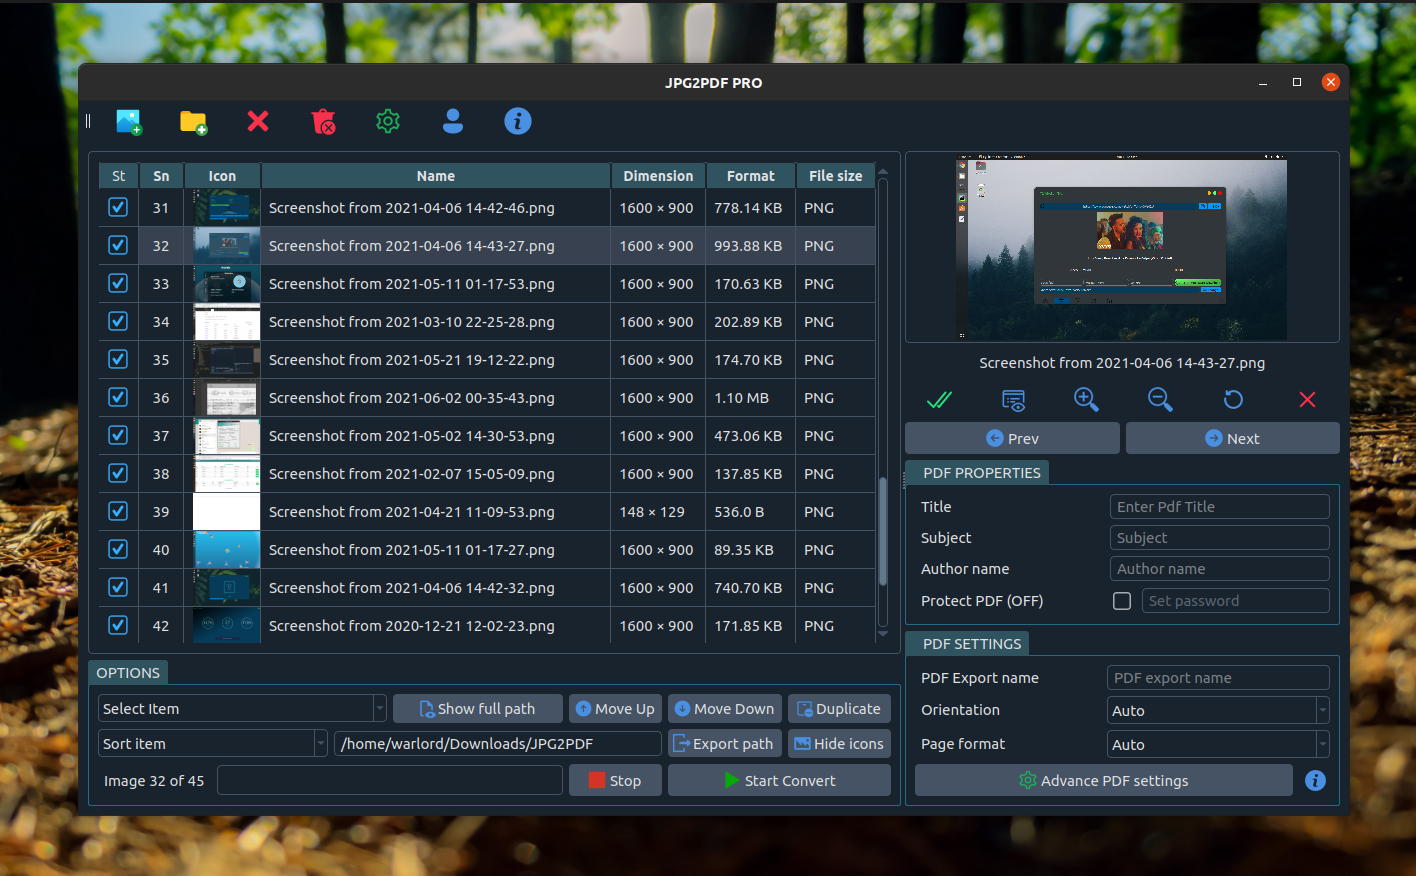 JPG2PDF PRO
St Sn Icon Name Dimension Format File size
31 Screenshot from 2021-04-06 14-42-46.png 1600 × 900 778.14 KB PNG
32 Screenshot from 2021-04-06 14-43-27.png 1600 × 900 993.88 KB PNG
33 Screenshot from 2021-05-11 01-17-53.png 1600 × 900 170.63 KB PNG
34 Screenshot from 2021-03-10 22-25-28.png 1600 × 900 202.89 KB PNG
35 Screenshot from 2021-05-21 19-12-22.png 1600 × 900 174.70 KB PNG
36 Screenshot from 2021-06-02 00-35-43.png 1600 × 900 1.10 MB PNG
37 Screenshot from 2021-05-02 14-30-53.png 1600 × 900 473.06 KB PNG
38 Screenshot from 2021-02-07 15-05-09.png 1600 × 900 137.85 KB PNG
39 Screenshot from 2021-04-21 11-09-53.png 148 × 129 536.0 B PNG
40 Screenshot from 2021-05-11 01-17-27.png 1600 × 900 89.35 KB PNG
41 Screenshot from 2021-04-06 14-42-32.png 1600 × 900 740.70 KB PNG
42 Screenshot from 2020-12-21 12-02-23.png 1600 × 900 171.85 KB PNG
OPTIONS
Select Item Show full path Move Up Move Down Duplicate
Sort item /home/warlord/Downloads/JPG2PDF Export path Hide icons
Image 32 of 45 Stop Start Convert
Screenshot from 2021-04-06 14-43-27.png
Prev Next
PDF PROPERTIES
Title Enter Pdf Title
Subject Subject
Author name Author name
Protect PDF (OFF) Set password
PDF SETTINGS
PDF Export name PDF export name
Orientation Auto
Page format Auto
Advance PDF settings